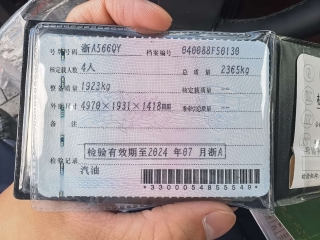 号牌号码 浙A566QY 档案编号 040088F50130
核定载人数 4人 总质量 2365kg
整备质量 1923kg 核定载质量 ---
外廓尺寸 4970×1931×1418mm 准牵引总质量 ---
备注
检验有效期至2024年07月浙A
检验记录
汽油
*3300048555549*